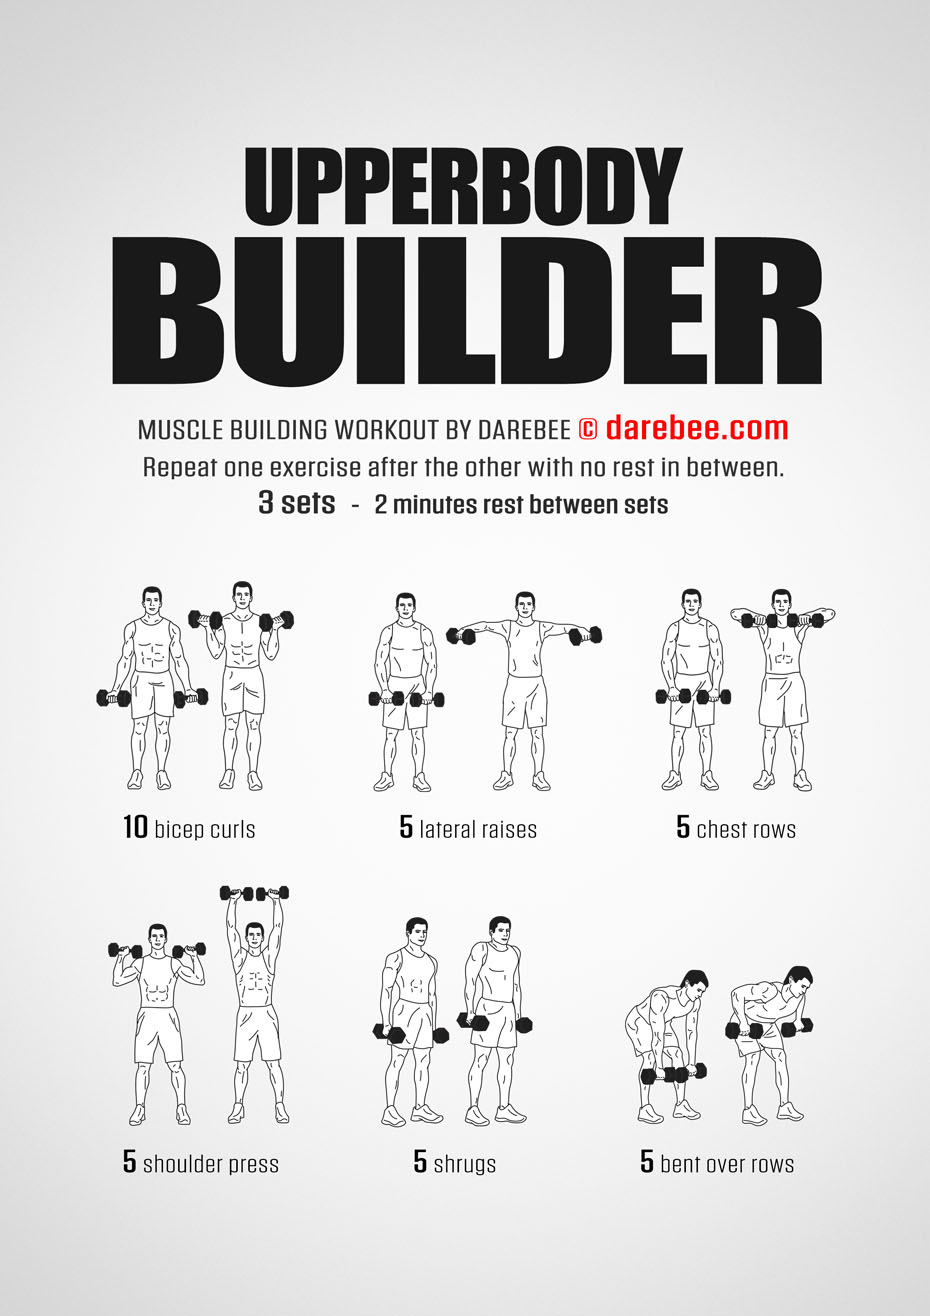 UPPERBODY
BUILDER
MUSCLE BUILDING WORKOUT BY DAREBEE © darebee.com
Repeat one exercise after the other with no rest in between.
3 sets - 2 minutes rest between sets
10 bicep curls
5 lateral raises
5 chest rows
5 shoulder press
5 shrugs
5 bent over rows